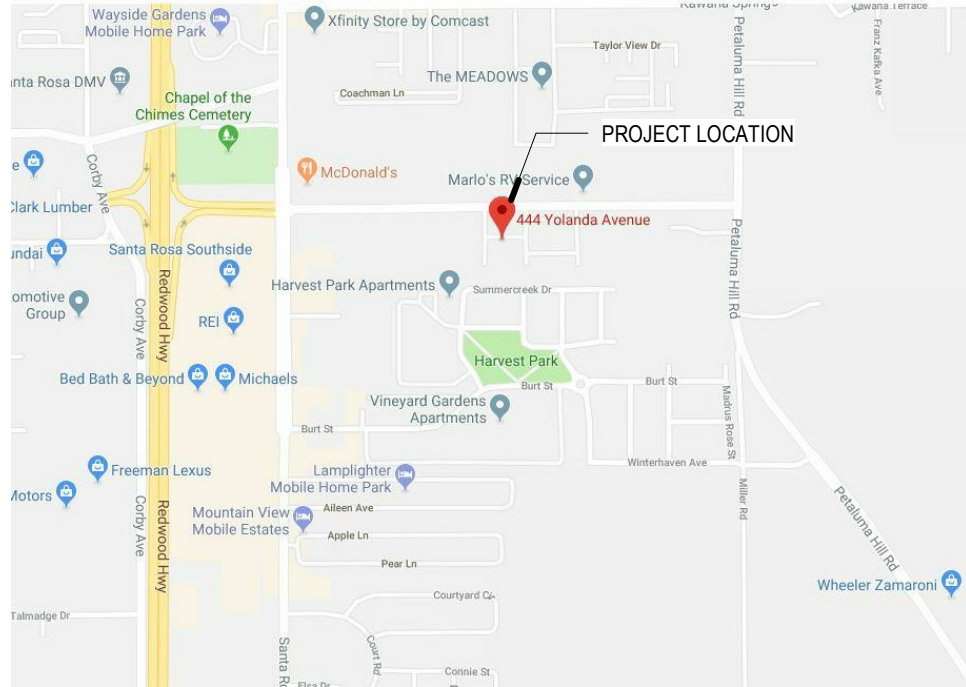 Wayside Gardens
Mobile Home Park
Xfinity Store by Comcast
Kawana Springs
Kawana Terrace
Petaluma Hill Rd
Franz Kafka Ave
Taylor View Dr
anta Rosa DMV
The MEADOWS
Coachman Ln
Chapel of the
Chimes Cemetery
PROJECT LOCATION
Corby Ave
McDonald's
Marlo's RV Service
Clark Lumber
444 Yolanda Avenue
Petaluma Hill Rd
undai
Santa Rosa Southside
Redwood Hwy
Harvest Park Apartments
Summercreek Dr
omotive
Group
Corby Ave
REI
Harvest Park
Bed Bath & Beyond
Michaels
Burt St
Burt St
Madrus Rose St
Vineyard Gardens
Apartments
Burt St
Winterhaven Ave
Freeman Lexus
Lamplighter
Mobile Home Park
Miller Rd
Motors
Corby Ave
Redwood Hwy
Aileen Ave
Mountain View
Mobile Estates
Petaluma Hill Rd
Apple Ln
Pear Ln
Wheeler Zamaroni
Courtyard Ci
Talmadge Dr
Court Rd
Santa Ro
Connie St
Elsa Dr